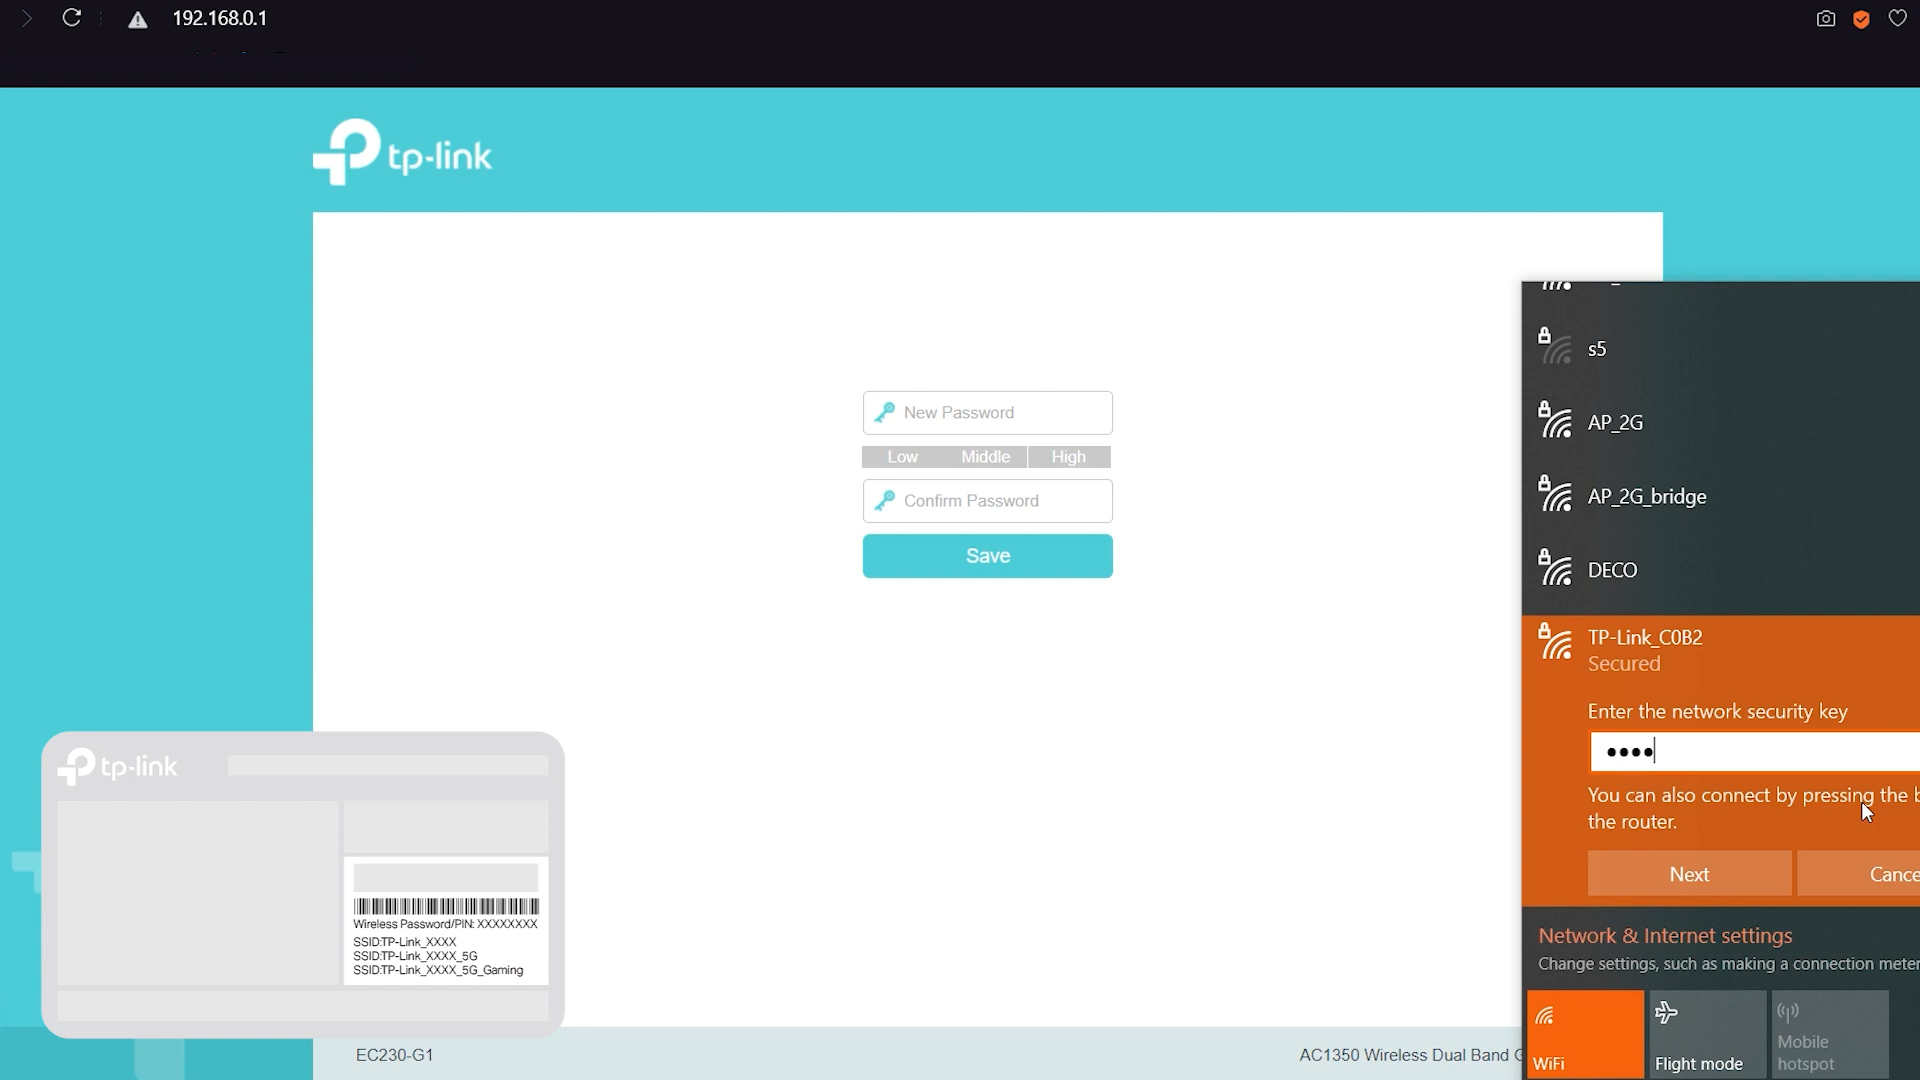 192.168.0.1
tp-link
New Password
Low Middle High
Confirm Password
Save
s5
AP_2G
AP_2G_bridge
DECO
TP-Link_C0B2
Secured
Enter the network security key
You can also connect by pressing the
the router.
Next Cance
Network & Internet settings
Change settings, such as making a connection meter
WiFi
Flight mode
Mobile
hotspot
tp-link
Wireless Password/PIN: XXXXXXXX
SSID:TP-Link_XXXX
SSID:TP-Link_XXXX_5G
SSID:TP-Link_XXXX_5G_Gaming
EC230-G1
AC1350 Wireless Dual Band